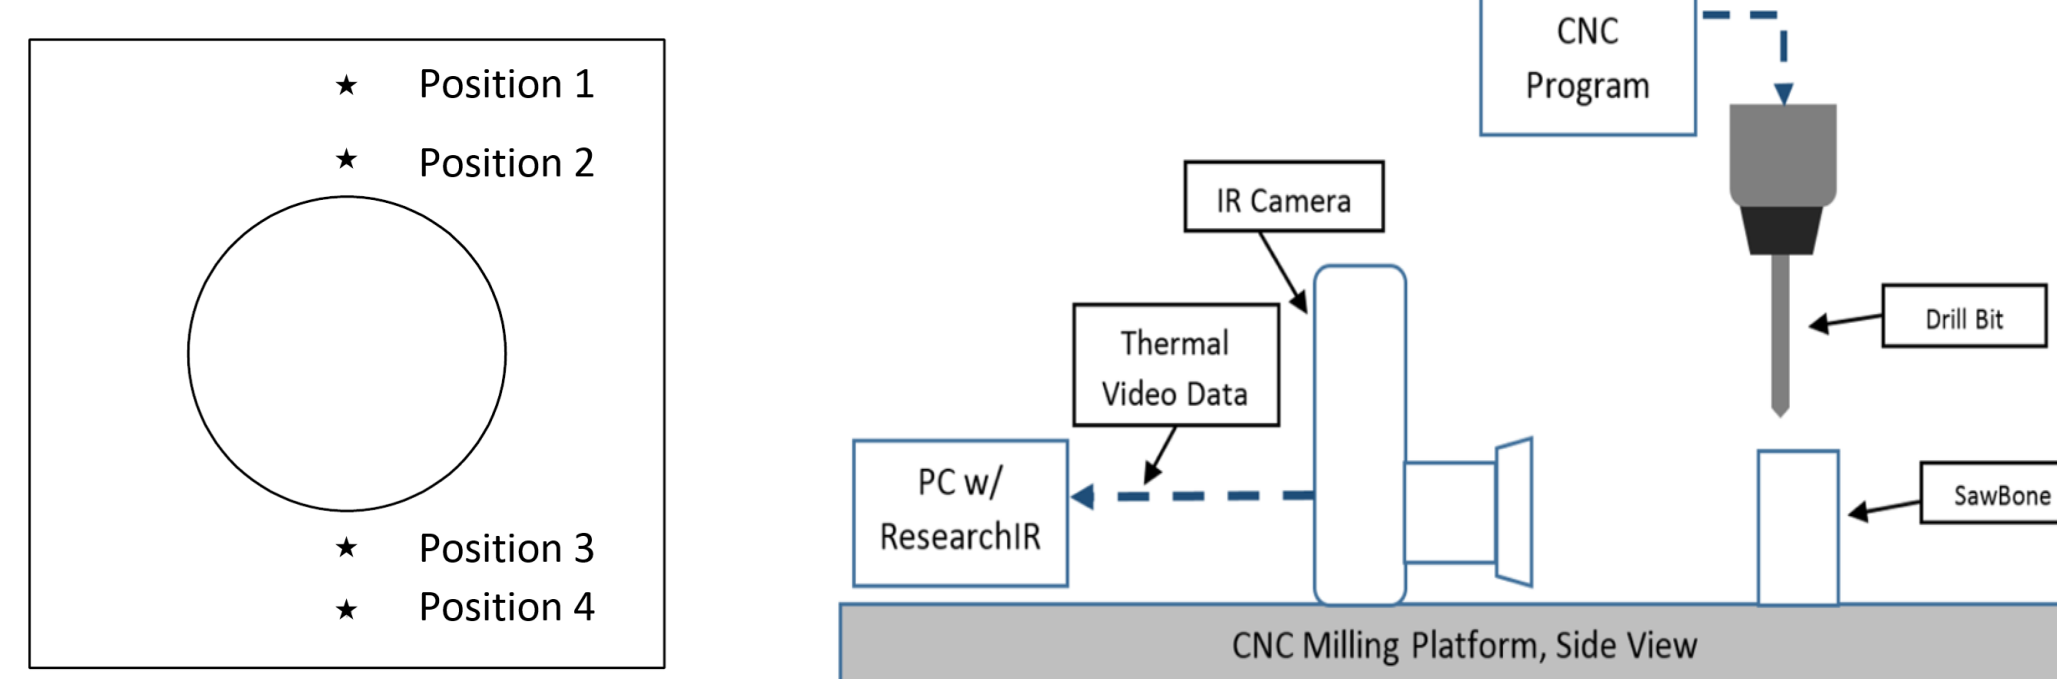 Position 1
Position 2
Position 3
Position 4
CNC
Program
IR Camera
Thermal
Video Data
Drill Bit
PC w/
ResearchIR
SawBone
CNC Milling Platform, Side View